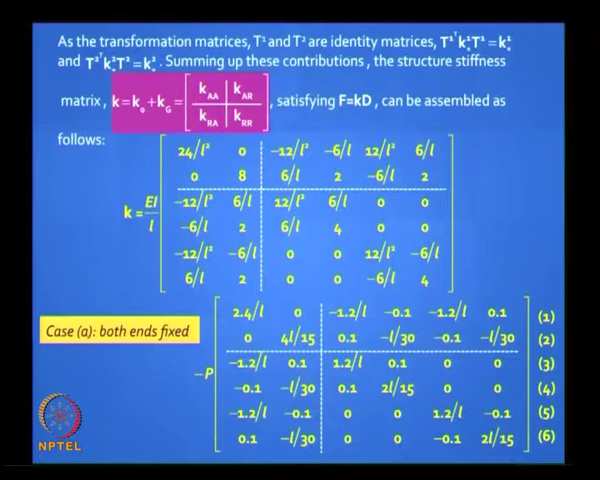 As the transformation matrices, T¹ and T² are identity matrices, T¹ᵀk¹*T¹ = k¹*
and T²ᵀk²*T² = k²*. Summing up these contributions, the structure stiffness
matrix, k = kₒ + k_G = [ k_AA | k_AR ; k_RA | k_RR ], satisfying F=kD, can be assembled as
follows:
24/l² 0 -12/l² -6/l 12/l² 6/l
0 8 6/l 2 -6/l 2
k = EI/l
-12/l² 6/l 12/l² 6/l 0 0
-6/l 2 6/l 4 0 0
-12/l² -6/l 0 0 12/l² -6/l
6/l 2 0 0 -6/l 4
2.4/l 0 -1.2/l -0.1 -1.2/l 0.1 (1)
Case (a): both ends fixed
0 4l/15 0.1 -l/30 -0.1 -l/30 (2)
-P
-1.2/l 0.1 1.2/l 0.1 0 0 (3)
-0.1 -l/30 0.1 2l/15 0 0 (4)
-1.2/l -0.1 0 0 1.2/l -0.1 (5)
0.1 -l/30 0 0 -0.1 2l/15 (6)
NPTEL